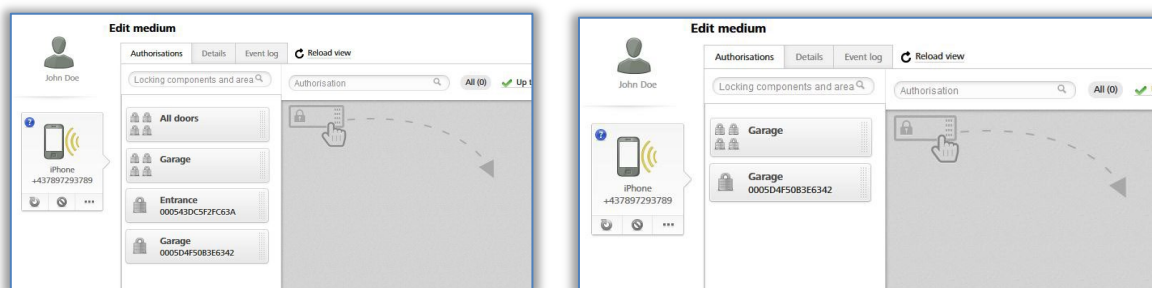 Edit medium
Authorisations Details Event log Reload view
John Doe
Locking components and area
Authorisation All (0) Up t
All doors
Garage
iPhone
+437897293789
Entrance
000543DC5F2FC63A
Garage
0005D4F50B3E6342
Edit medium
Authorisations Details Event log Reload view
John Doe
Locking components and area
Authorisation All (0)
Garage
Garage
0005D4F50B3E6342
iPhone
+437897293789